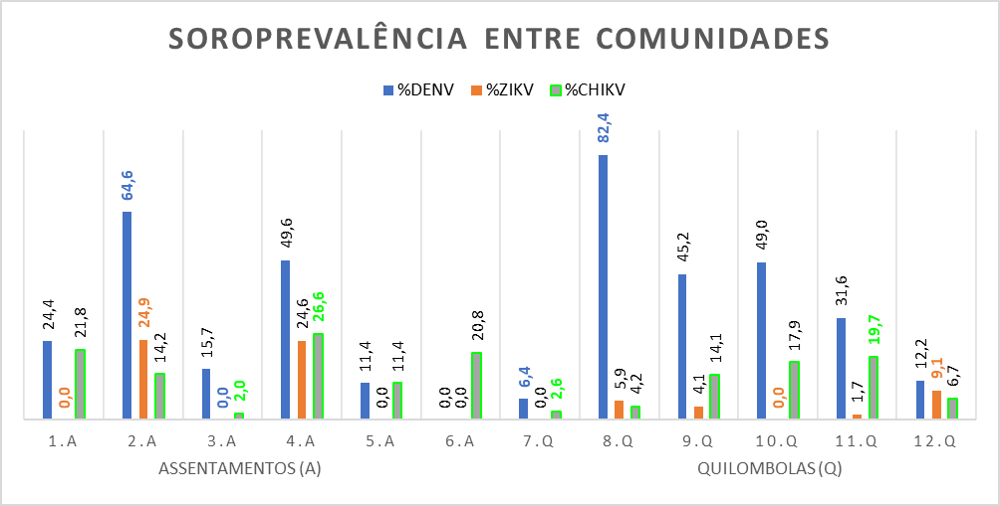 SOROPREVALÊNCIA ENTRE COMUNIDADES
%DENV %ZIKV %CHIKV
24,4 0,0 21,8
64,6 24,9 14,2
15,7 0,0 2,0
49,6 24,6 26,6
11,4 0,0 11,4
0,0 0,0 20,8
6,4 0,0 2,6
82,4 5,9 4,2
45,2 4,1 14,1
49,0 0,0 17,9
31,6 1,7 19,7
12,2 9,1 6,7
1.A 2.A 3.A 4.A 5.A 6.A 7.Q 8.Q 9.Q 10.Q 11.Q 12.Q
ASSENTAMENTOS (A) QUILOMBOLAS (Q)